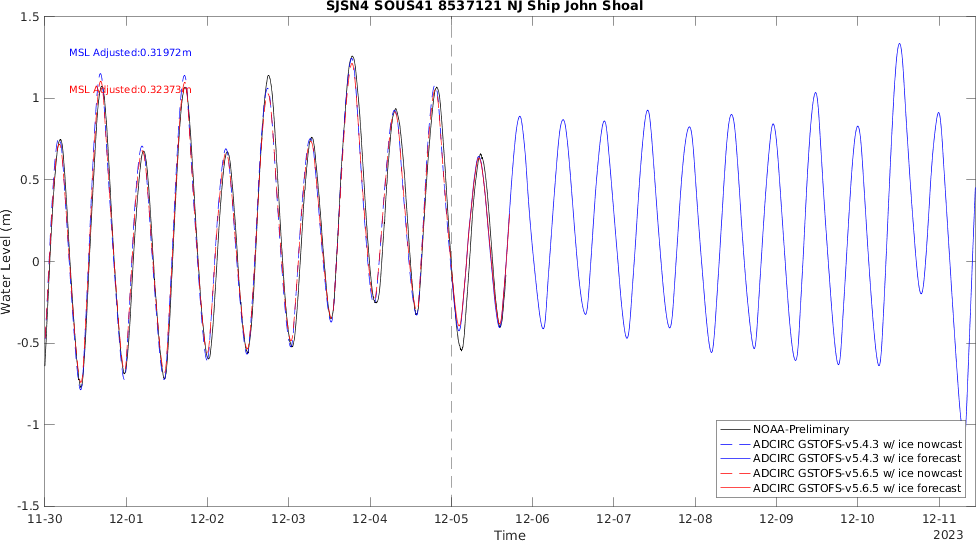 SJSN4 SOUS41 8537121 NJ Ship John Shoal
1.5
1
0.5
0
-0.5
-1
-1.5
Water Level (m)
MSL Adjusted:0.31972m
MSL Adjusted:0.32373m
NOAA-Preliminary
ADCIRC GSTOFS-v5.4.3 w/ ice nowcast
ADCIRC GSTOFS-v5.4.3 w/ ice forecast
ADCIRC GSTOFS-v5.6.5 w/ ice nowcast
ADCIRC GSTOFS-v5.6.5 w/ ice forecast
11-30 12-01 12-02 12-03 12-04 12-05 12-06 12-07 12-08 12-09 12-10 12-11
Time
2023